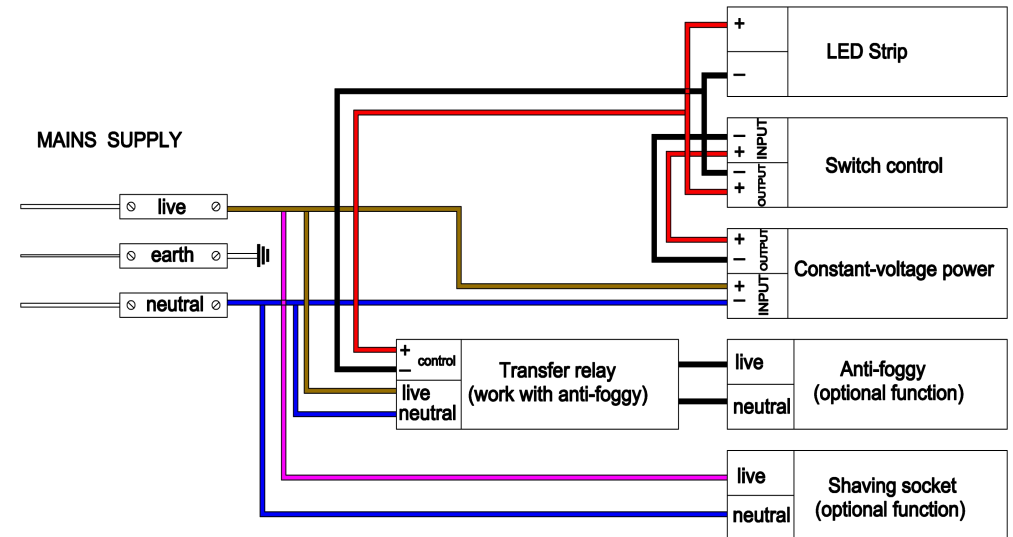 MAINS SUPPLY
live
earth
neutral
+
−
LED Strip
− INPUT
+
− OUTPUT
+
Switch control
+ OUTPUT
−
+ INPUT
−
Constant-voltage power
+ control
−
live
neutral
Transfer relay
(work with anti-foggy)
live
neutral
Anti-foggy
(optional function)
live
neutral
Shaving socket
(optional function)